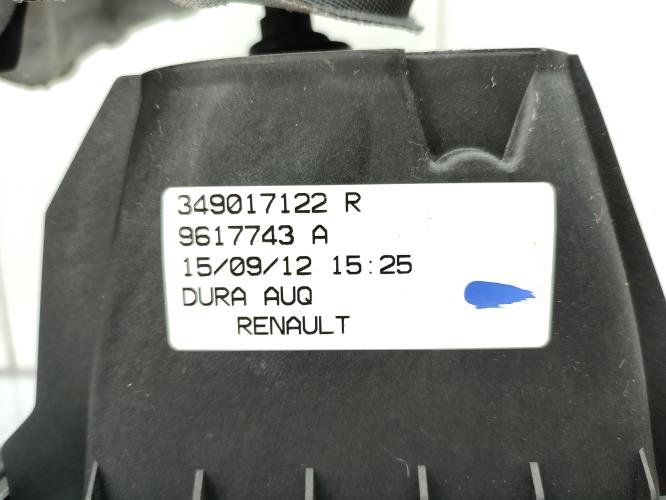 349017122 R
9617743 A
15/09/12 15:25
DURA AUQ
RENAULT